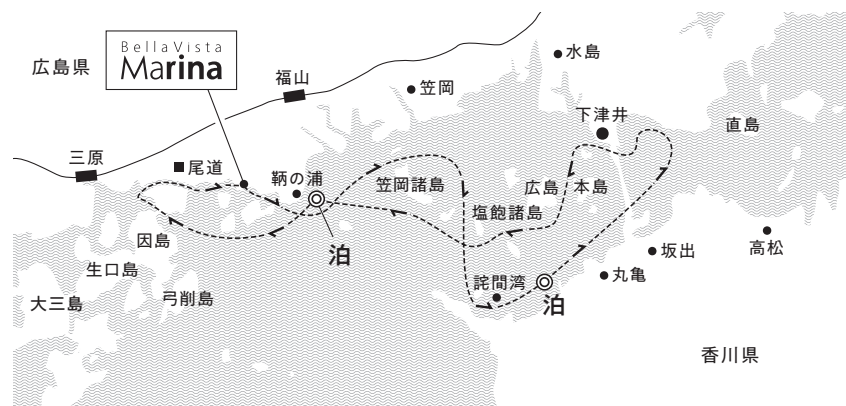 BellaVista
Marina
広島県
福山
笠岡
水島
下津井
直島
三原
尾道
鞆の浦
笠岡諸島
広島
本島
塩飽諸島
因島
泊
生口島
大三島
弓削島
詫間湾
泊
丸亀
坂出
高松
香川県